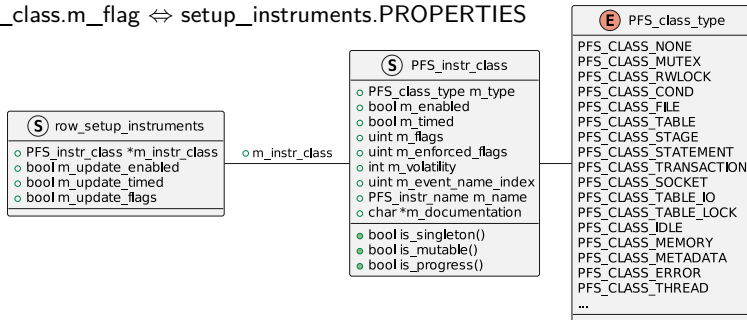 _class.m_flag ⇔ setup_instruments.PROPERTIES
S row_setup_instruments
PFS_instr_class *m_instr_class
bool m_update_enabled
bool m_update_timed
bool m_update_flags
m_instr_class
S PFS_instr_class
PFS_class_type m_type
bool m_enabled
bool m_timed
uint m_flags
uint m_enforced_flags
int m_volatility
uint m_event_name_index
PFS_instr_name m_name
char *m_documentation
bool is_singleton()
bool is_mutable()
bool is_progress()
E PFS_class_type
PFS_CLASS_NONE
PFS_CLASS_MUTEX
PFS_CLASS_RWLOCK
PFS_CLASS_COND
PFS_CLASS_FILE
PFS_CLASS_TABLE
PFS_CLASS_STAGE
PFS_CLASS_STATEMENT
PFS_CLASS_TRANSACTION
PFS_CLASS_SOCKET
PFS_CLASS_TABLE_IO
PFS_CLASS_TABLE_LOCK
PFS_CLASS_IDLE
PFS_CLASS_MEMORY
PFS_CLASS_METADATA
PFS_CLASS_ERROR
PFS_CLASS_THREAD
...